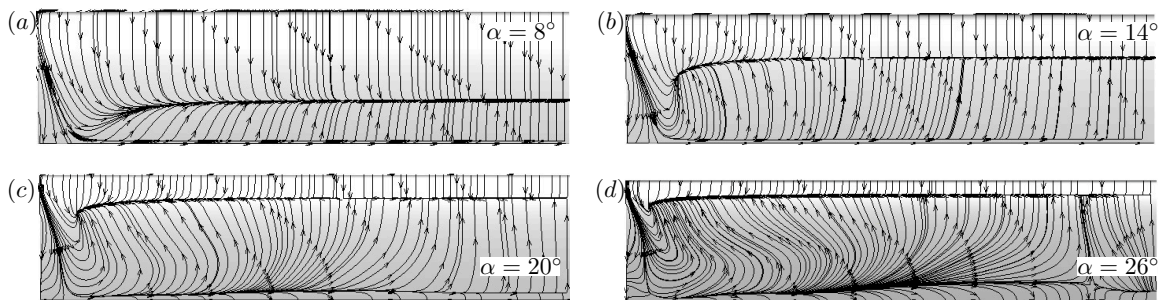 (a)
α = 8°
(b)
α = 14°
(c)
α = 20°
(d)
α = 26°